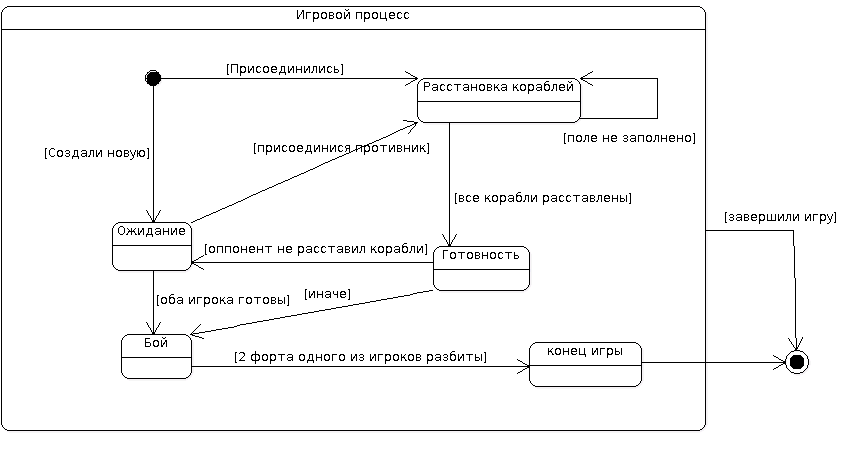 Игровой процесс
[Присоединились]
Расстановка кораблей
[поле не заполнено]
[Создали новую]
[присоединися противник]
[все корабли расставлены]
[завершили игру]
Ожидание
[оппонент не расставил корабли]
Готовность
[оба игрока готовы]
[иначе]
Бой
[2 форта одного из игроков разбиты]
конец игры